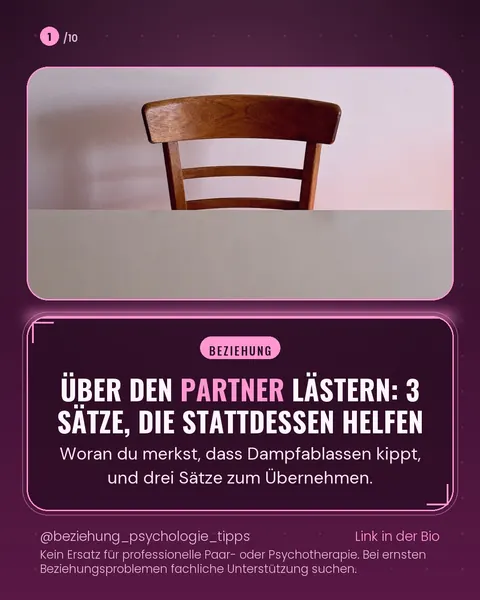 1 /10
BEZIEHUNG
ÜBER DEN PARTNER LÄSTERN: 3
SÄTZE, DIE STATTDESSEN HELFEN
Woran du merkst, dass Dampfablassen kippt,
und drei Sätze zum Übernehmen.
@beziehung_psychologie_tipps Link in der Bio
Kein Ersatz für professionelle Paar- oder Psychotherapie. Bei ernsten
Beziehungsproblemen fachliche Unterstützung suchen.